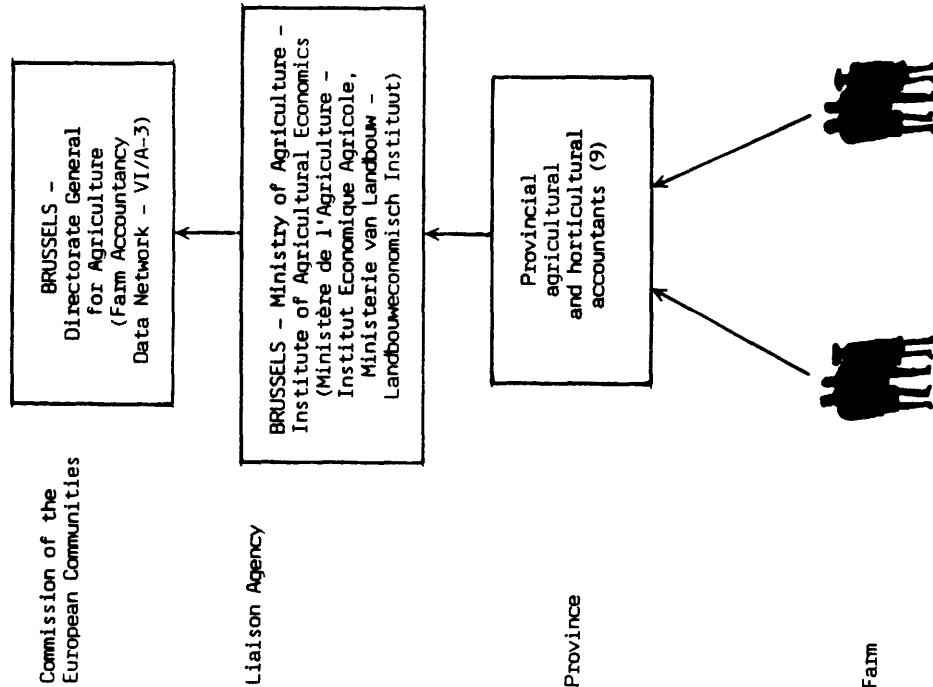 Commission of the
European Communities
BRUSSELS -
Directorate General
for Agriculture
(Farm Accountancy
Data Network - VI/A-3)
Liaison Agency
BRUSSELS - Ministry of Agriculture -
Institute of Agricultural Economics
(Ministère de l'Agriculture -
Institut Economique Agricole,
Ministerie van Landbouw -
Landbouweconomisch Instituut)
Province
Provincial
agricultural
and horticultural
accountants (9)
Farm